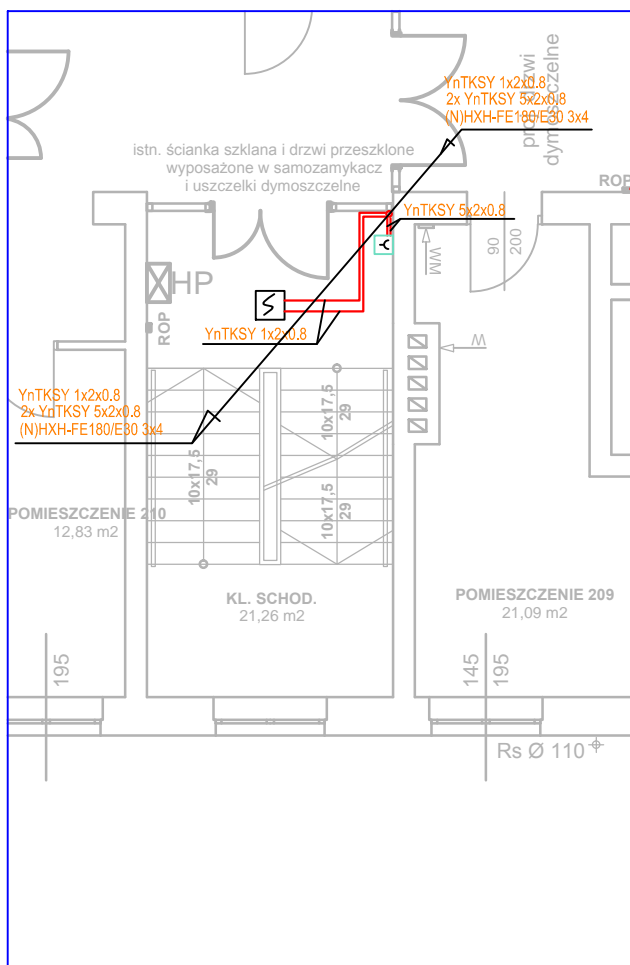 YnTKSY 1x2x0.8
2x YnTKSY 5x2x0.8
(N)HXH-FE180/E30 3x4
drzwi
dymoszczelne
istn. ścianka szklana i drzwi przeszklone
wyposażone w samozamykacz
i uszczelki dymoszczelne
ROP
YnTKSY 5x2x0.8
90
200
WM
HP
ROP
YnTKSY 1x2x0.8
W
YnTKSY 1x2x0.8
2x YnTKSY 5x2x0.8
(N)HXH-FE180/E30 3x4
10x17,5
29
10x17,5
29
10x17,5
29
POMIESZCZENIE 210
12,83 m2
KL. SCHOD.
21,26 m2
POMIESZCZENIE 209
21,09 m2
195
145
195
Rs Ø 110